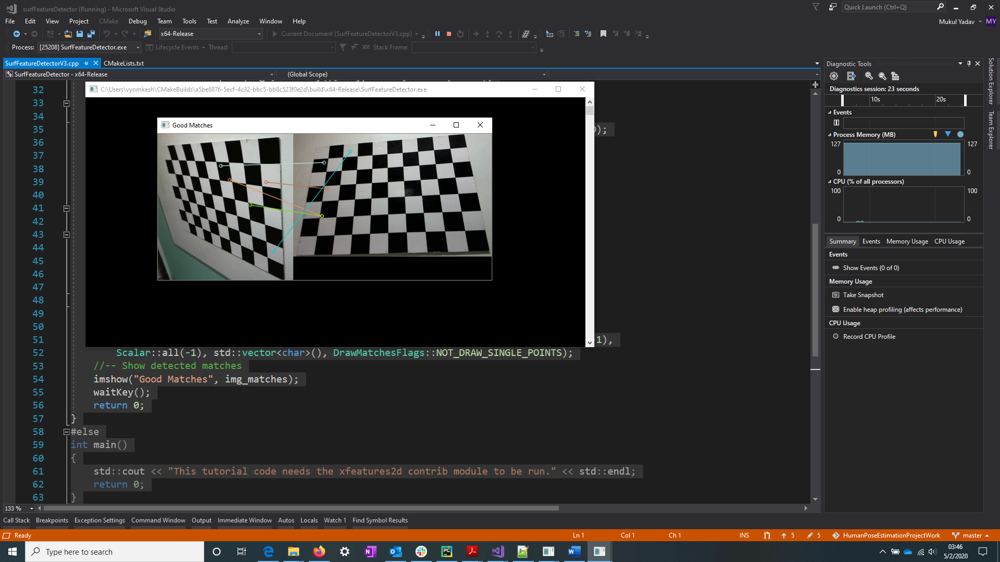 surfFeatureDetector (Running) - Microsoft Visual Studio
Quick Launch (Ctrl+Q)
File Edit View Project CMake Debug Team Tools Test Analyze Window Help
Mukul Yadav MY
x64-Release
Current Document (SurfFeatureDetectorV3.cpp)
Process: [25208] SurfFeatureDetector.exe Lifecycle Events Thread: Stack Frame:
SurfFeatureDetectorV3.cpp CMakeLists.txt
SurfFeatureDetector - x64-Release
(Global Scope)
C:\Users\vyomkesh\CMakeBuilds\a5be6876-5ecf-4c32-bbc5-bb8c523f0e2d\build\x64-Release\SurfFeatureDetector.exe
Good Matches
32
33
34
35 );
36
37
38
39
40
41
42
43
44
45
46
47
48
49
50
51 1),
52 Scalar::all(-1), std::vector<char>(), DrawMatchesFlags::NOT_DRAW_SINGLE_POINTS);
53 //-- Show detected matches
54 imshow("Good Matches", img_matches);
55 waitKey();
56 return 0;
57 }
58 #else
59 int main()
60 {
61 std::cout << "This tutorial code needs the xfeatures2d contrib module to be run." << std::endl;
62 return 0;
63 }
133 %
Diagnostic Tools
Diagnostics session: 23 seconds
10s 20s
Events
Process Memory (MB)
127 127
0 0
CPU (% of all processors)
100 100
0 0
Summary Events Memory Usage CPU Usage
Events
Show Events (0 of 0)
Memory Usage
Take Snapshot
Enable heap profiling (affects performance)
CPU Usage
Record CPU Profile
Solution Explorer
Team Explorer
Call Stack Breakpoints Exception Settings Command Window Output Immediate Window Autos Locals Watch 1 Find Symbol Results
Ready Ln 1 Col 1 Ch 1 INS 5 5 HumanPoseEstimationProjectWork master
Type here to search
03:46
5/2/2020